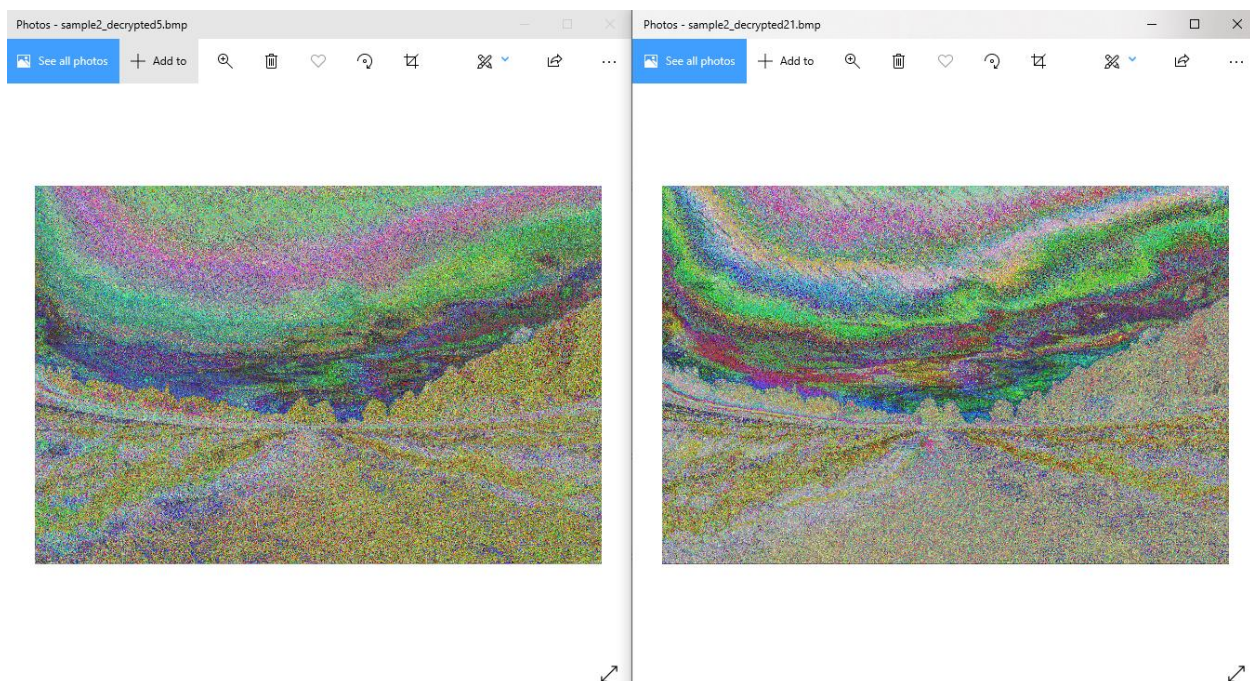 Photos - sample2_decrypted5.bmp
See all photos
Add to
Photos - sample2_decrypted21.bmp
See all photos
Add to